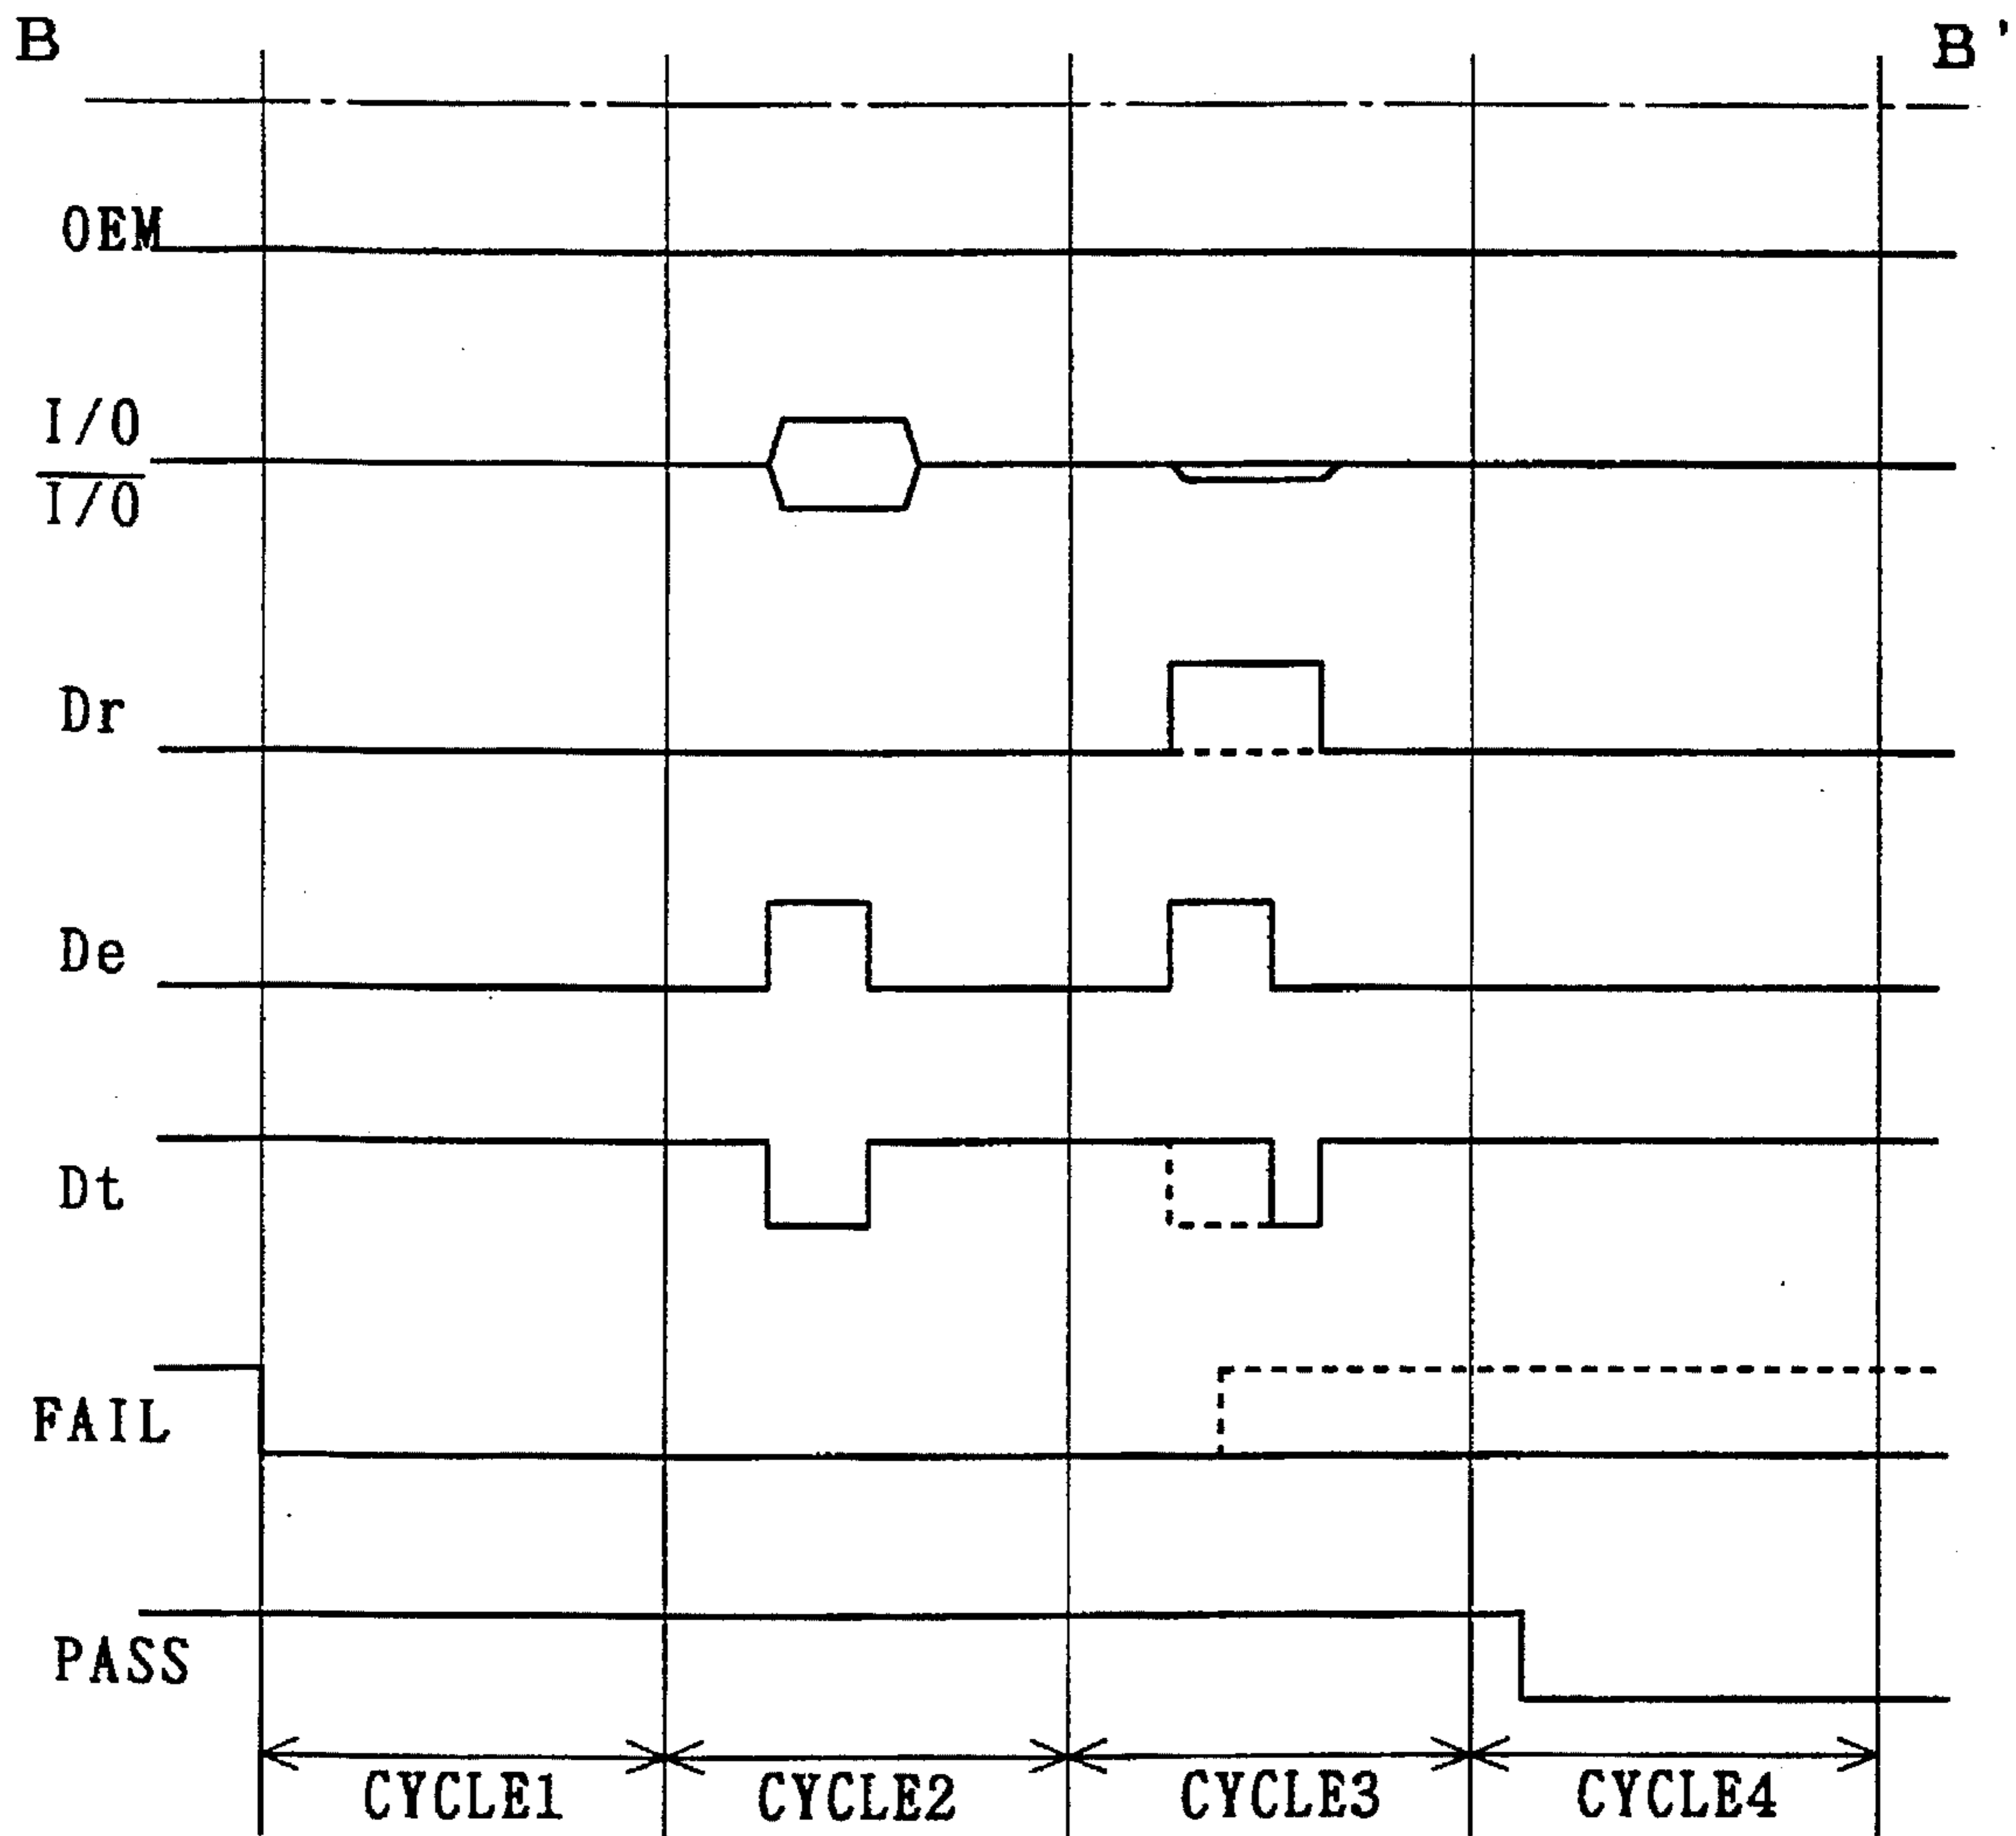 B B'
OEM
I/O
I/O
Dr
De
Dt
FAIL
PASS
CYCLE1 CYCLE2 CYCLE3 CYCLE4